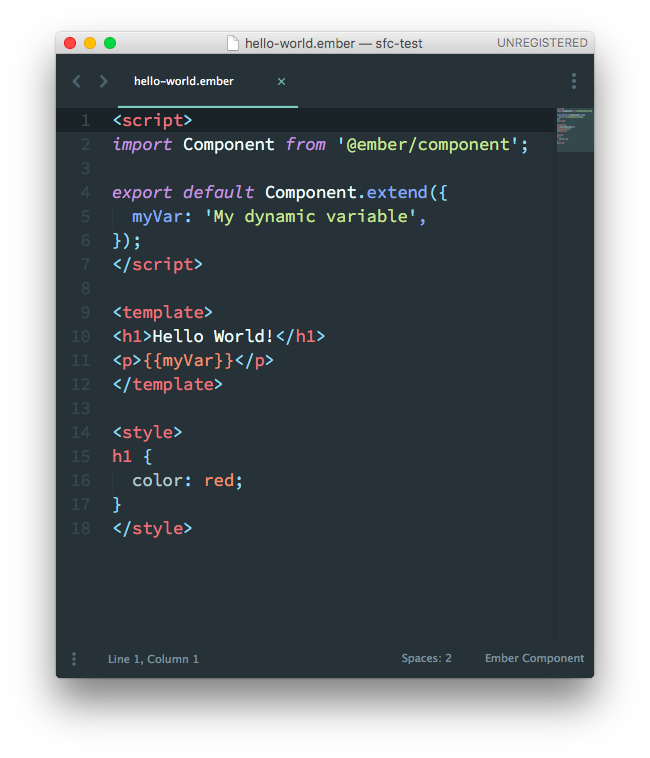 hello-world.ember — sfc-test
UNREGISTERED
hello-world.ember ×
1 <script>
2 import Component from '@ember/component';
3
4 export default Component.extend({
5   myVar: 'My dynamic variable',
6 });
7 </script>
8
9 <template>
10 <h1>Hello World!</h1>
11 <p>{{myVar}}</p>
12 </template>
13
14 <style>
15 h1 {
16   color: red;
17 }
18 </style>
Line 1, Column 1
Spaces: 2
Ember Component